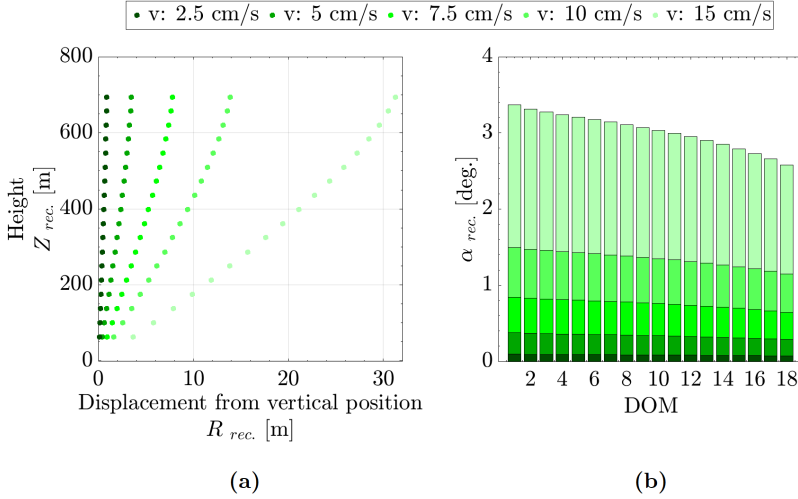 v: 2.5 cm/s v: 5 cm/s v: 7.5 cm/s v: 10 cm/s v: 15 cm/s
800
600
400
200
0
Height
Z rec. [m]
0 10 20 30
Displacement from vertical position
R rec. [m]
(a)
4
3
2
1
0
α rec. [deg.]
2 4 6 8 10 12 14 16 18
DOM
(b)